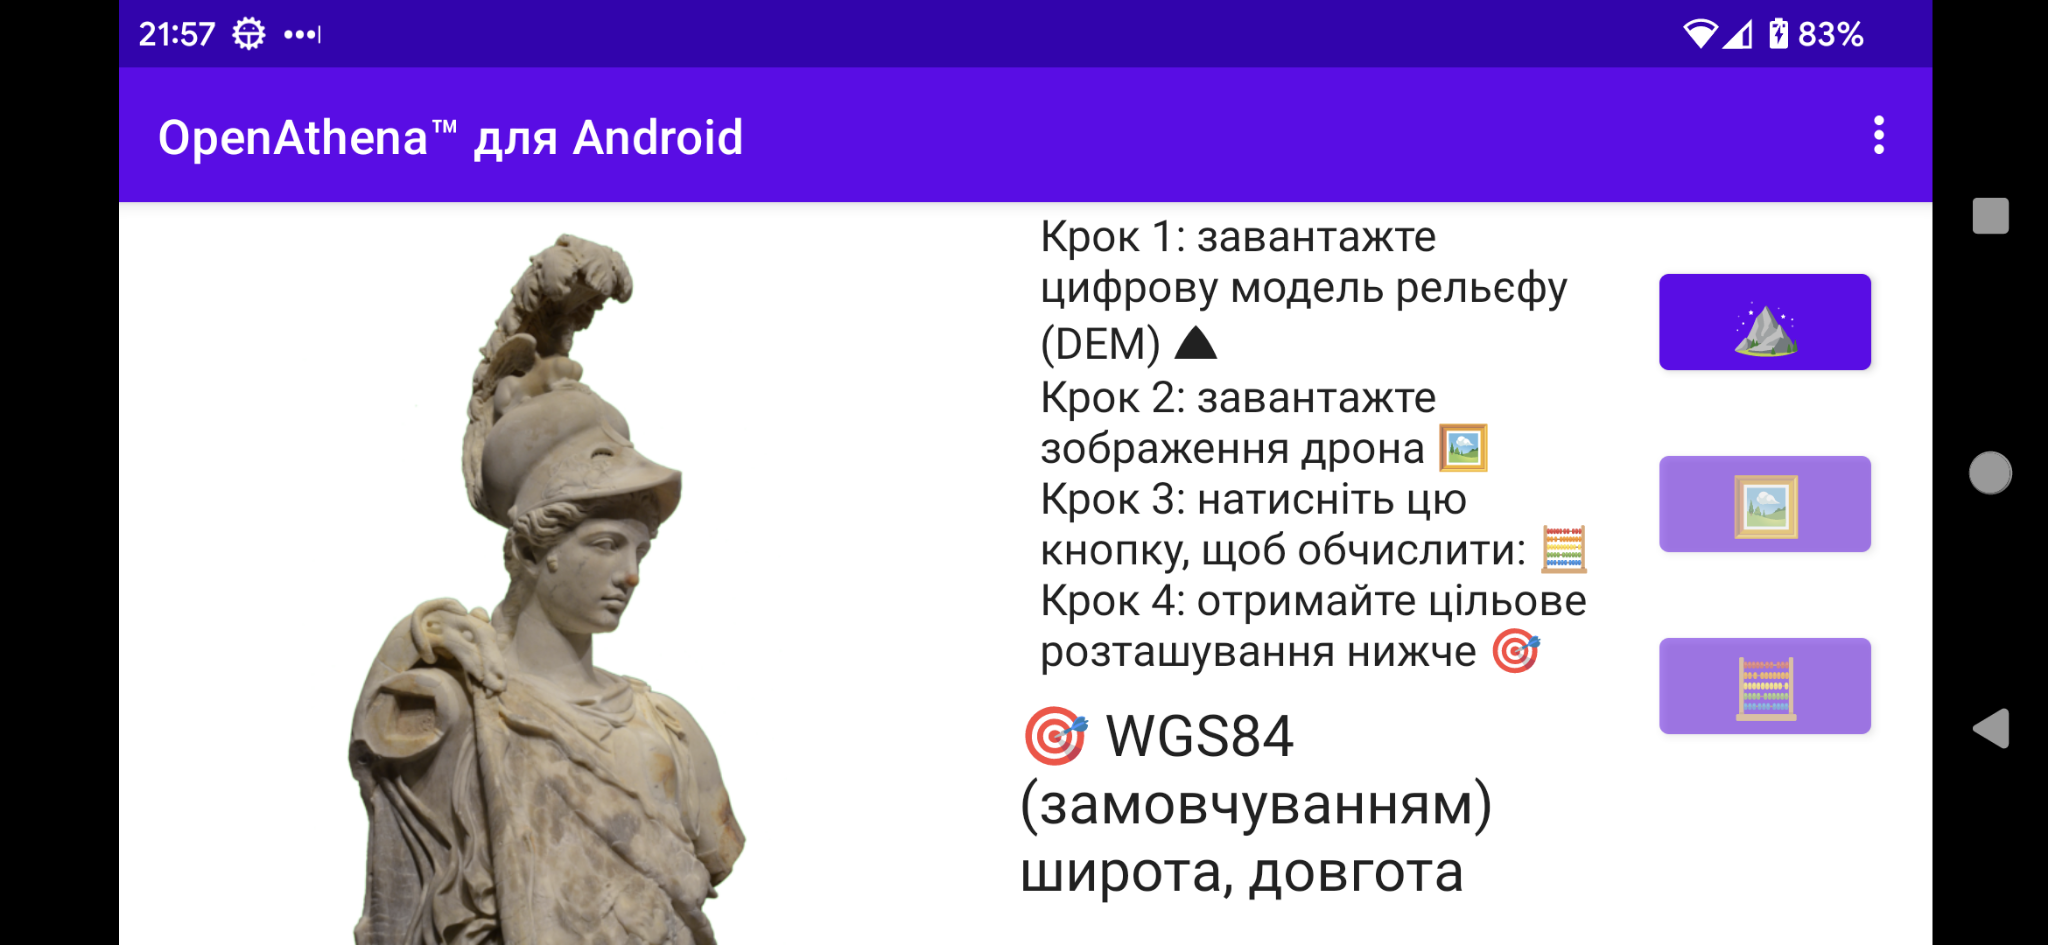 21:57
83%
OpenAthena™ для Android
Крок 1: завантажте
цифрову модель рельєфу
(DEM) ⛰
Крок 2: завантажте
зображення дрона 🖼️
Крок 3: натисніть цю
кнопку, щоб обчислити: 🧮
Крок 4: отримайте цільове
розташування нижче 🎯
🎯 WGS84
(замовчуванням)
широта, довгота